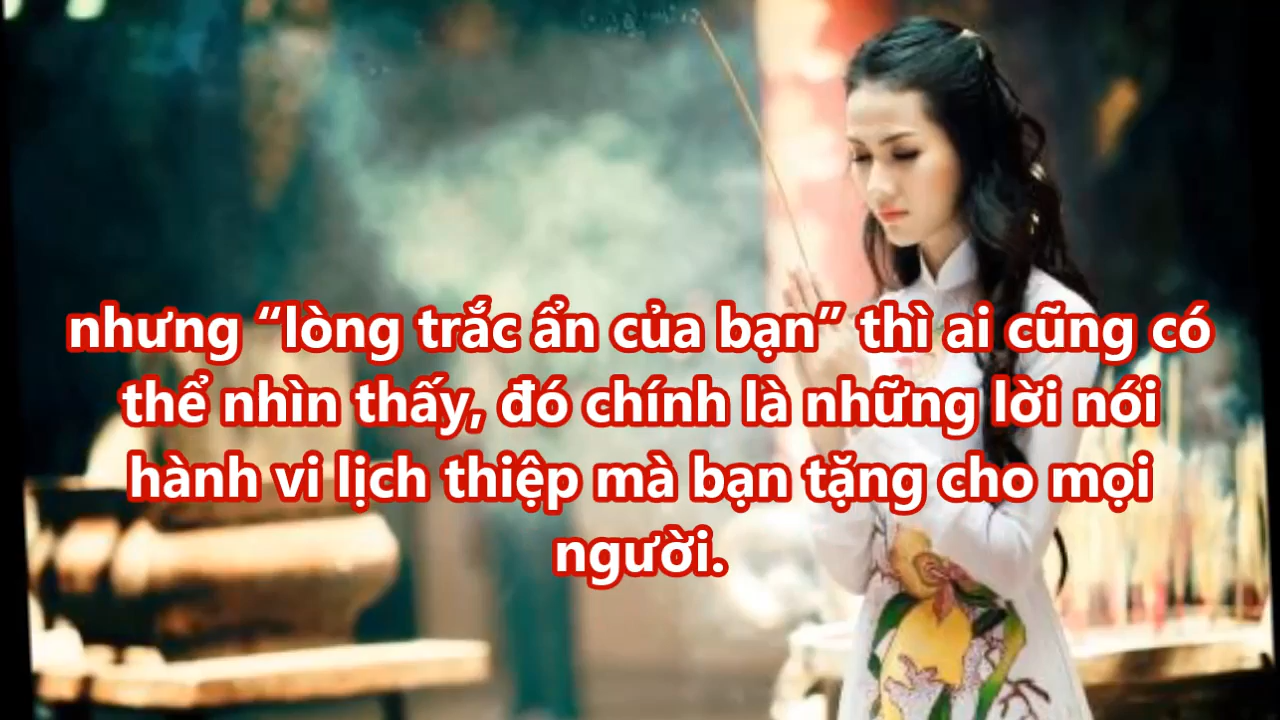 nhưng “lòng trắc ẩn của bạn” thì ai cũng có
thể nhìn thấy, đó chính là những lời nói
hành vi lịch thiệp mà bạn tặng cho mọi
người.